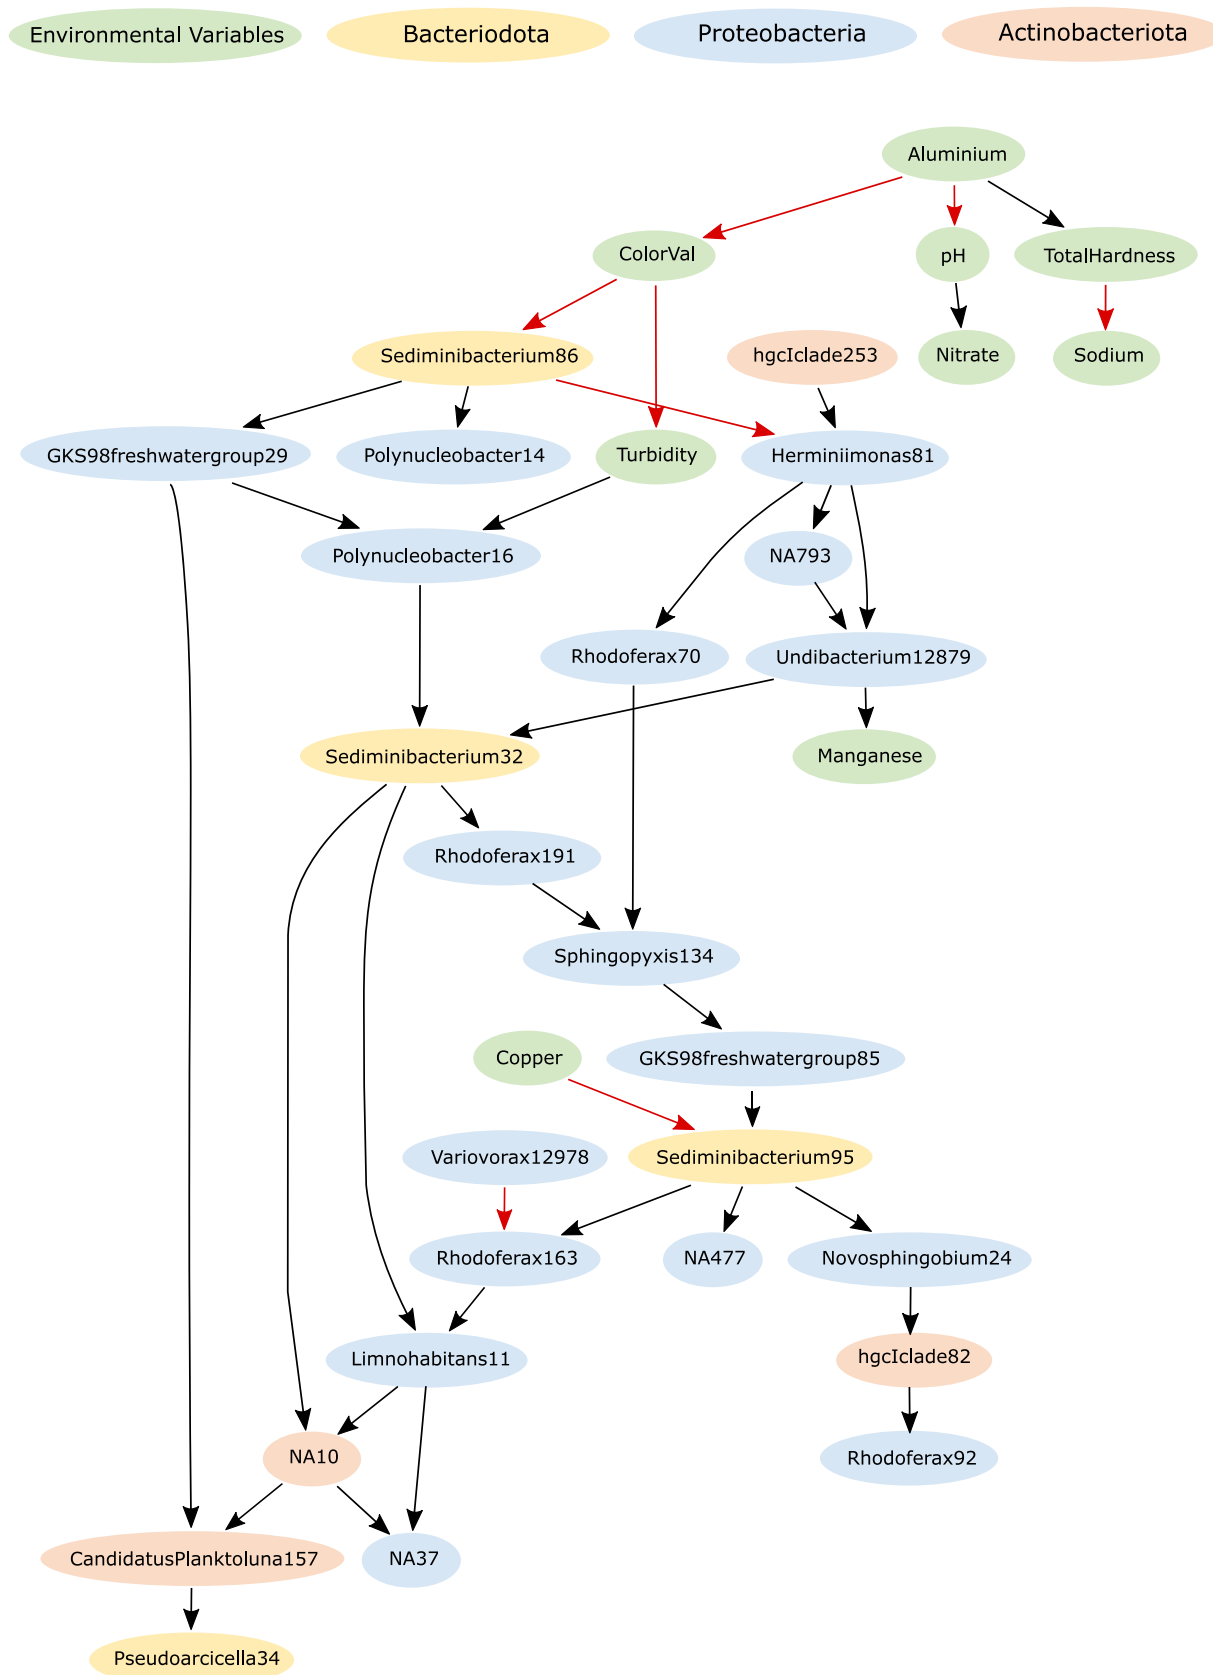 Environmental Variables
Bacteriodota
Proteobacteria
Actinobacteriota
Aluminium
ColorVal
pH
TotalHardness
Sediminibacterium86
hgcIclade253
Nitrate
Sodium
GKS98freshwatergroup29
Polynucleobacter14
Turbidity
Herminiimonas81
Polynucleobacter16
NA793
Rhodoferax70
Undibacterium12879
Sediminibacterium32
Manganese
Rhodoferax191
Sphingopyxis134
Copper
GKS98freshwatergroup85
Variovorax12978
Sediminibacterium95
Rhodoferax163
NA477
Novosphingobium24
Limnohabitans11
hgcIclade82
NA10
Rhodoferax92
CandidatusPlanktoluna157
NA37
Pseudoarcicella34